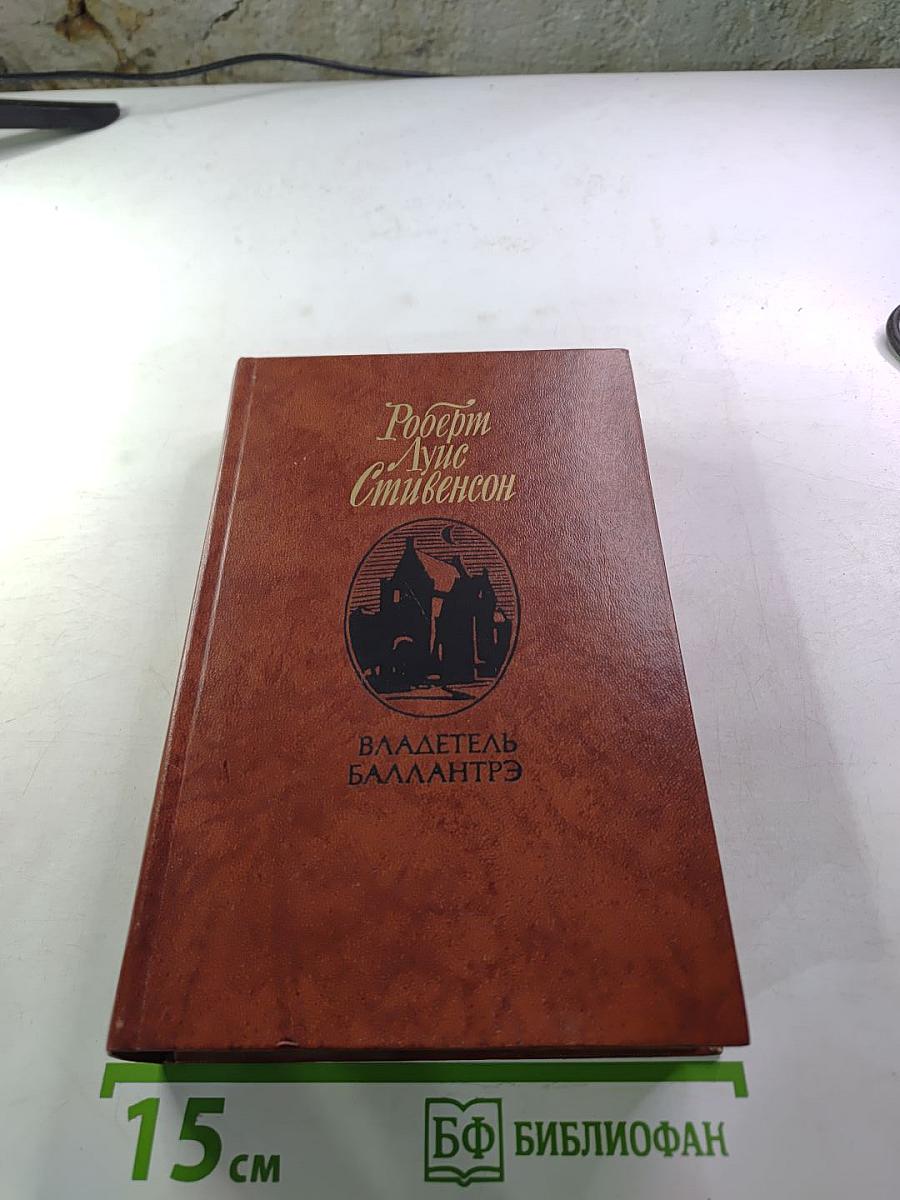 Роберт
Луис
Стивенсон
ВЛАДЕТЕЛЬ
БАЛЛАНТРЭ
15 см
БФ БИБЛИОФАН